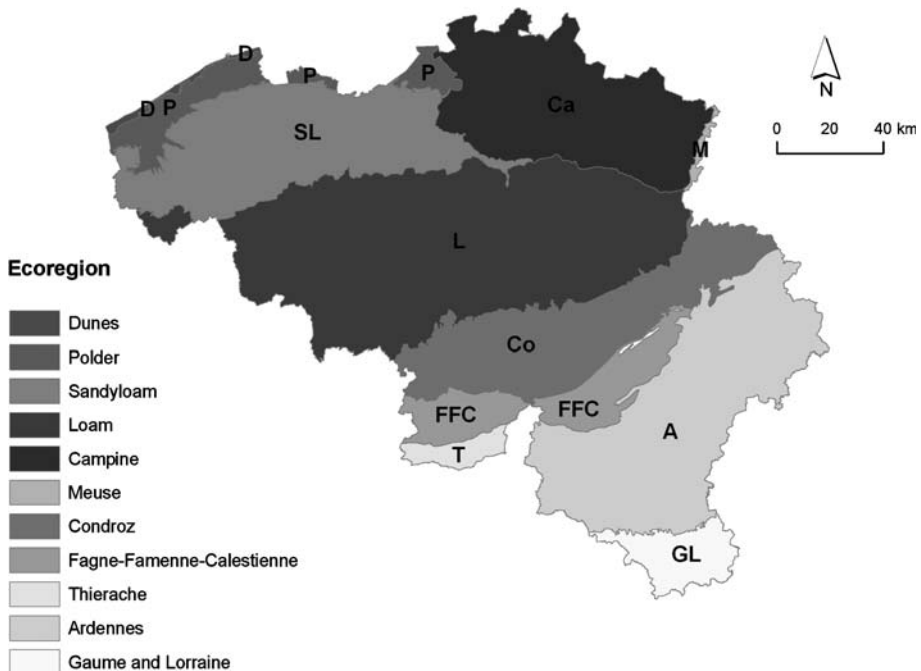 D
P
P
D P
Ca
SL
M
N
0 20 40 km
L
Co
FFC
FFC
A
T
GL
Ecoregion
Dunes
Polder
Sandyloam
Loam
Campine
Meuse
Condroz
Fagne-Famenne-Calestienne
Thierache
Ardennes
Gaume and Lorraine